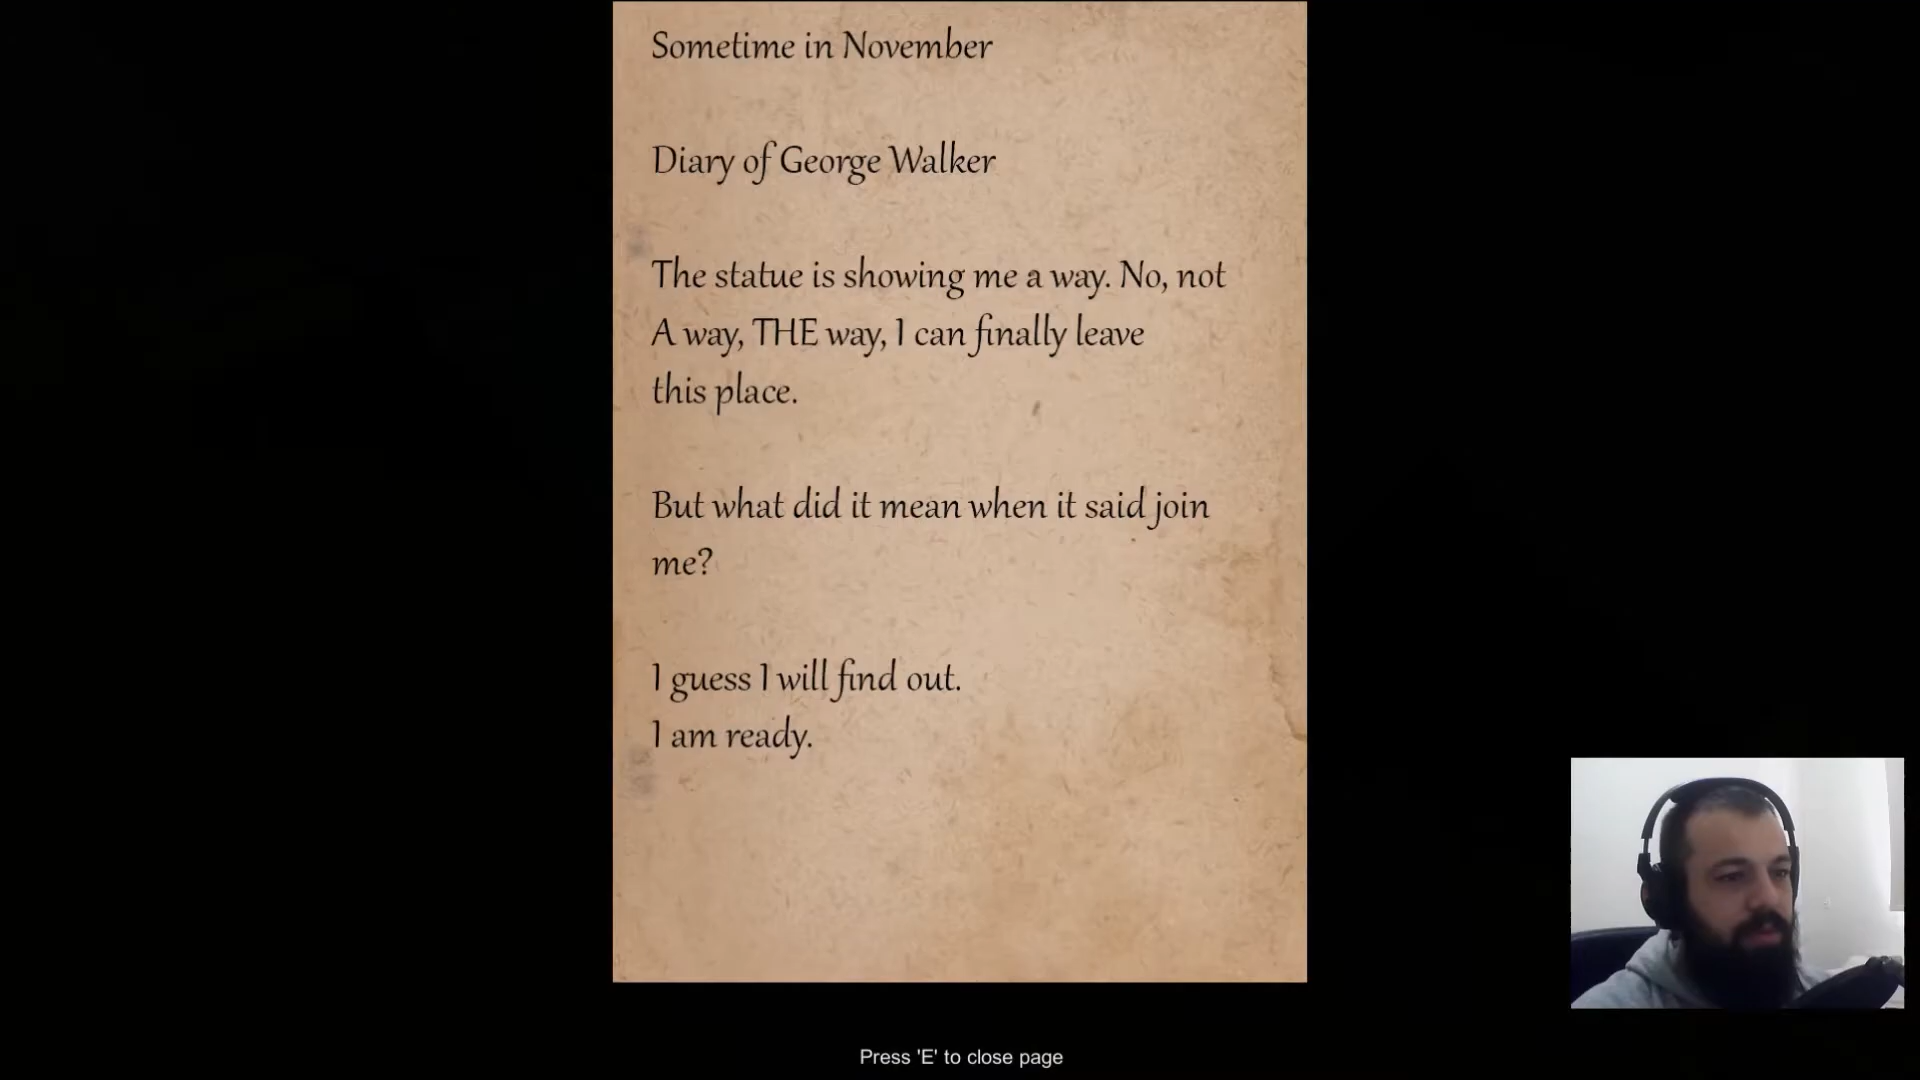 Sometime in November
Diary of George Walker
The statue is showing me a way. No, not
A way, THE way, I can finally leave
this place.
But what did it mean when it said join
me?
I guess I will find out.
I am ready.
Press 'E' to close page